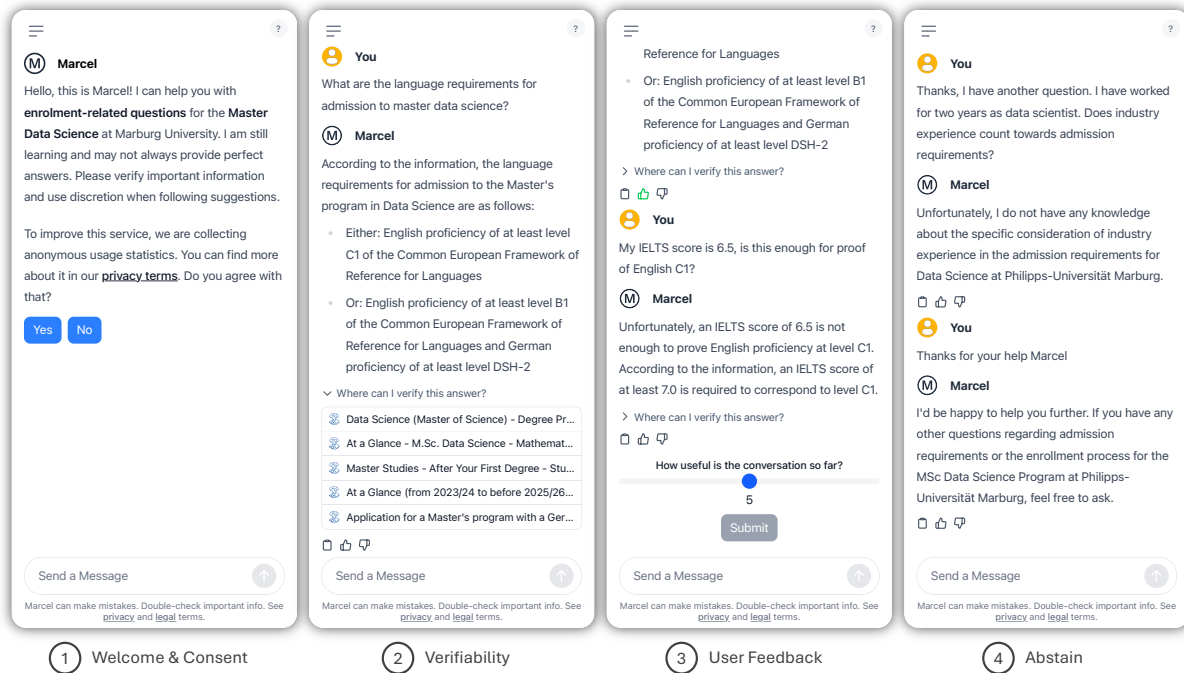 ?
M Marcel
Hello, this is Marcel! I can help you with
enrolment-related questions for the Master
Data Science at Marburg University. I am still
learning and may not always provide perfect
answers. Please verify important information
and use discretion when following suggestions.
To improve this service, we are collecting
anonymous usage statistics. You can find more
about it in our privacy terms. Do you agree with
that?
Yes No
Send a Message
Marcel can make mistakes. Double-check important info. See
privacy and legal terms.
1 Welcome & Consent
?
You
What are the language requirements for
admission to master data science?
M Marcel
According to the information, the language
requirements for admission to the Master's
program in Data Science are as follows:
Either: English proficiency of at least level
C1 of the Common European Framework of
Reference for Languages
Or: English proficiency of at least level B1
of the Common European Framework of
Reference for Languages and German
proficiency of at least level DSH-2
Where can I verify this answer?
Data Science (Master of Science) - Degree Pr...
At a Glance - M.Sc. Data Science - Mathemat...
Master Studies - After Your First Degree - Stu...
At a Glance (from 2023/24 to before 2025/26...
Application for a Master's program with a Ger...
Send a Message
Marcel can make mistakes. Double-check important info. See
privacy and legal terms.
2 Verifiability
?
Reference for Languages
Or: English proficiency of at least level B1
of the Common European Framework of
Reference for Languages and German
proficiency of at least level DSH-2
Where can I verify this answer?
You
My IELTS score is 6.5, is this enough for proof
of English C1?
M Marcel
Unfortunately, an IELTS score of 6.5 is not
enough to prove English proficiency at level C1.
According to the information, an IELTS score of
at least 7.0 is required to correspond to level C1.
Where can I verify this answer?
How useful is the conversation so far?
5
Submit
Send a Message
Marcel can make mistakes. Double-check important info. See
privacy and legal terms.
3 User Feedback
?
You
Thanks, I have another question. I have worked
for two years as data scientist. Does industry
experience count towards admission
requirements?
M Marcel
Unfortunately, I do not have any knowledge
about the specific consideration of industry
experience in the admission requirements for
Data Science at Philipps-Universität Marburg.
You
Thanks for your help Marcel
M Marcel
I'd be happy to help you further. If you have any
other questions regarding admission
requirements or the enrollment process for the
MSc Data Science Program at Philipps-
Universität Marburg, feel free to ask.
Send a Message
Marcel can make mistakes. Double-check important info. See
privacy and legal terms.
4 Abstain